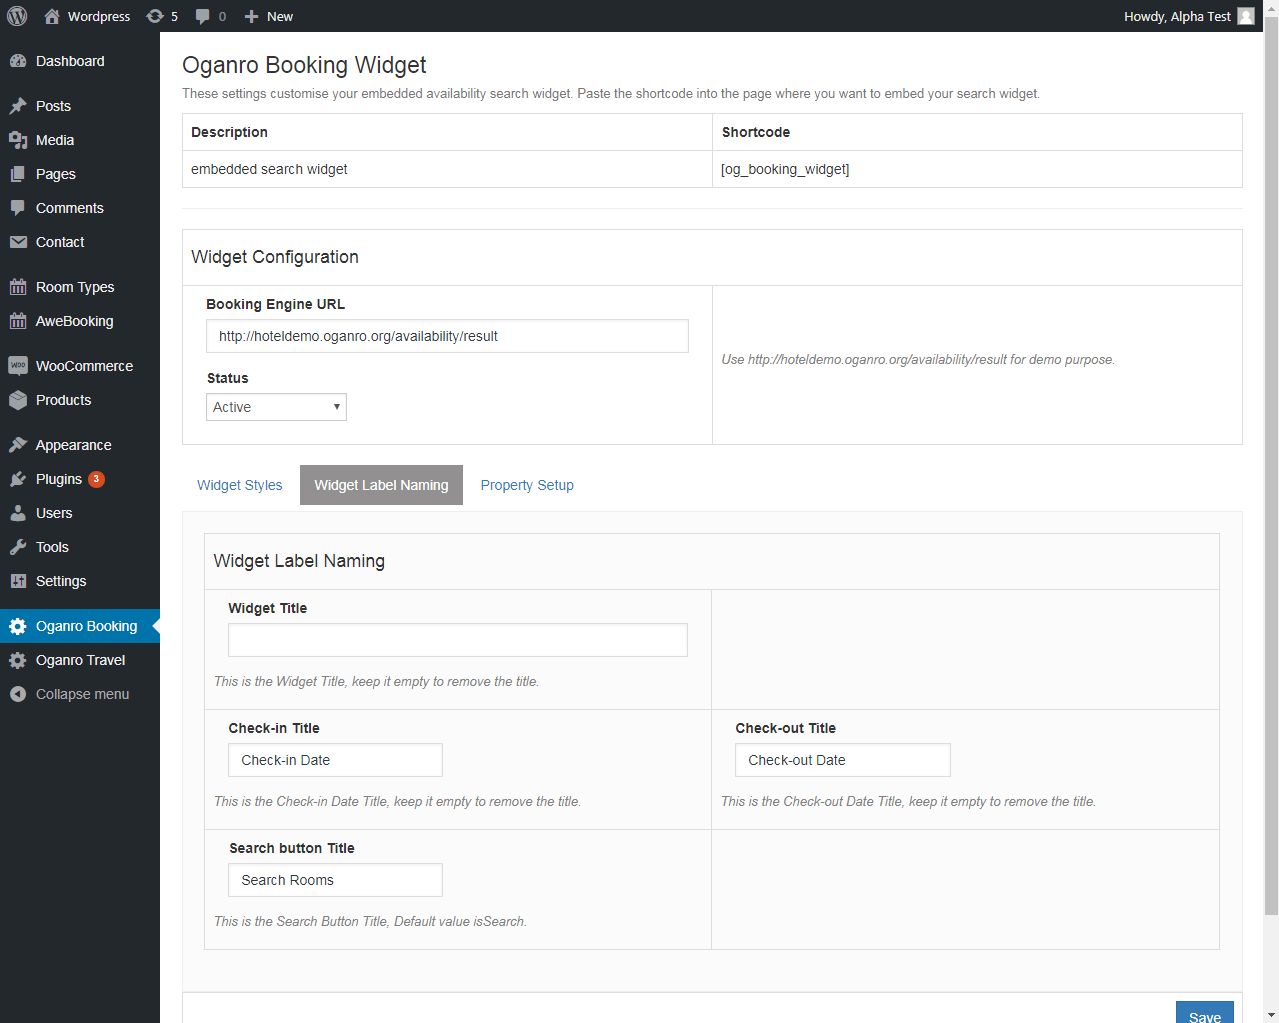 Wordpress 5 0 New
Howdy, Alpha Test
Dashboard
Posts
Media
Pages
Comments
Contact
Room Types
AweBooking
WooCommerce
Products
Appearance
Plugins 3
Users
Tools
Settings
Oganro Booking
Oganro Travel
Collapse menu
Oganro Booking Widget
These settings customise your embedded availability search widget. Paste the shortcode into the page where you want to embed your search widget.
Description Shortcode
embedded search widget [og_booking_widget]
Widget Configuration
Booking Engine URL
http://hoteldemo.oganro.org/availability/result
Use http://hoteldemo.oganro.org/availability/result for demo purpose.
Status
Active
Widget Styles Widget Label Naming Property Setup
Widget Label Naming
Widget Title
This is the Widget Title, keep it empty to remove the title.
Check-in Title Check-out Title
Check-in Date Check-out Date
This is the Check-in Date Title, keep it empty to remove the title. This is the Check-out Date Title, keep it empty to remove the title.
Search button Title
Search Rooms
This is the Search Button Title, Default value isSearch.
Save